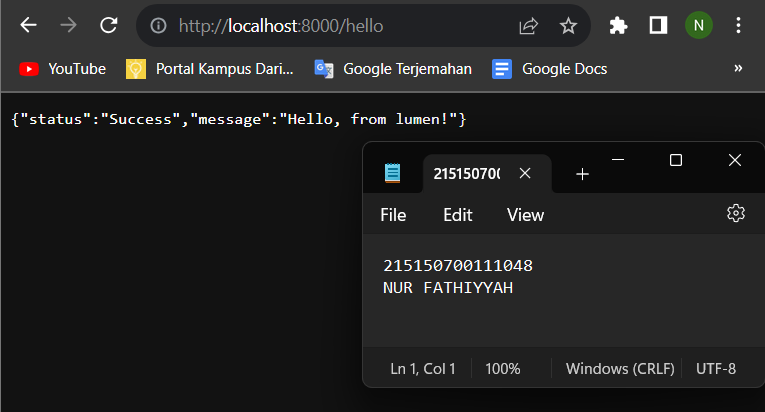 http://localhost:8000/hello
N
YouTube
Portal Kampus Dari...
Google Terjemahan
Google Docs
»
{"status":"Success","message":"Hello, from lumen!"}
21515070
File Edit View
215150700111048
NUR FATHIYYAH
Ln 1, Col 1 100% Windows (CRLF) UTF-8